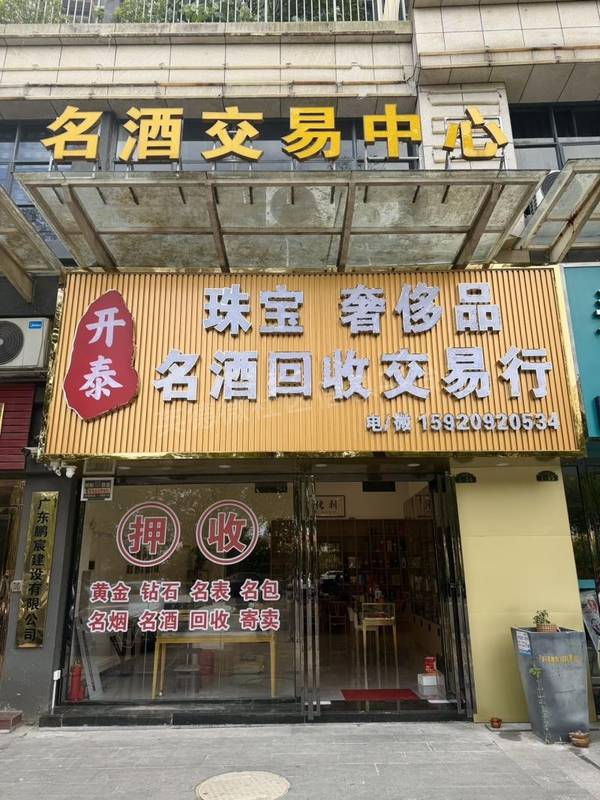 名酒交易中心
开泰
珠宝 奢侈品
名酒回收交易行
电/微 15920920534
押 收
黄金 钻石 名表 名包
名烟 名酒 回收 寄卖
广东鹏宸建设有限公司